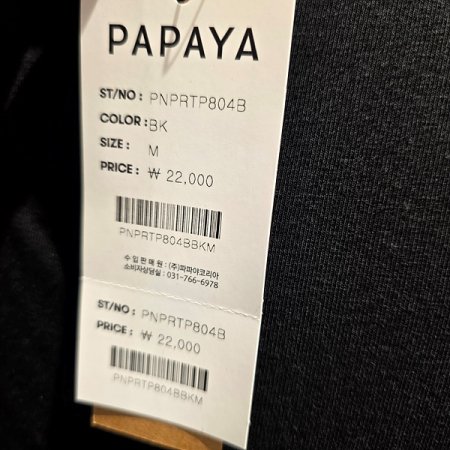 PAPAYA
ST/NO : PNPRTP804B
COLOR : BK
SIZE : M
PRICE : ₩ 22,000
PNPRTP804BBKM
수 입 판 매 원 : (주)파파야코리아
소비자상담실 : 031-766-6978
ST/NO : PNPRTP804B
PRICE : ₩ 22,000
PNPRTP804BBKM